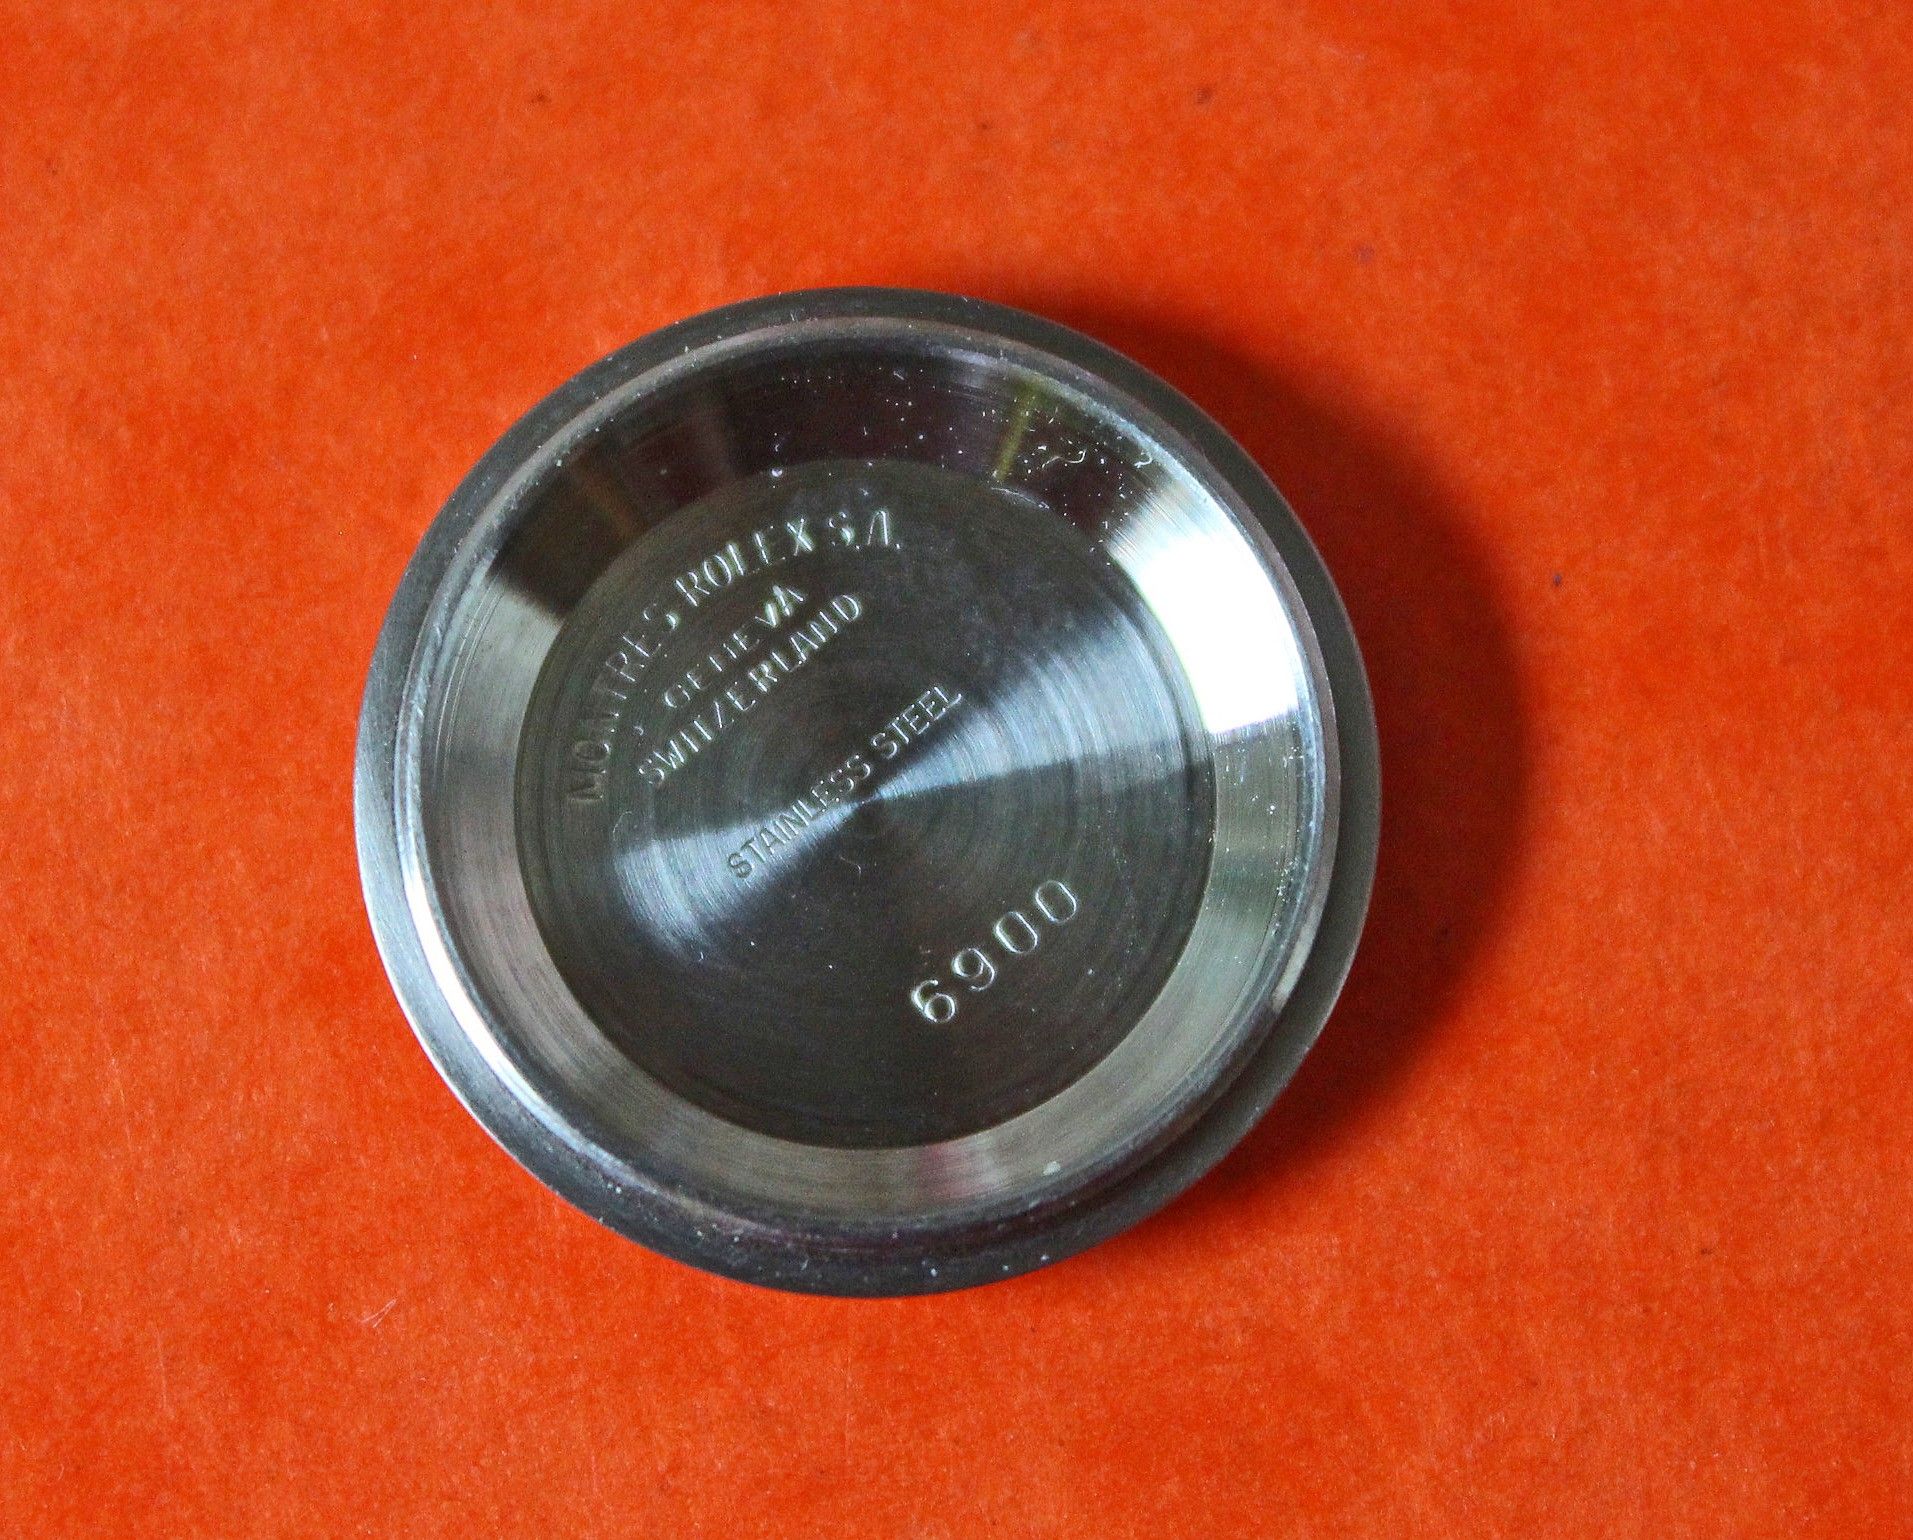 MONTRES ROLEX S.A.
GENEVA
SWITZERLAND
STAINLESS STEEL
6900